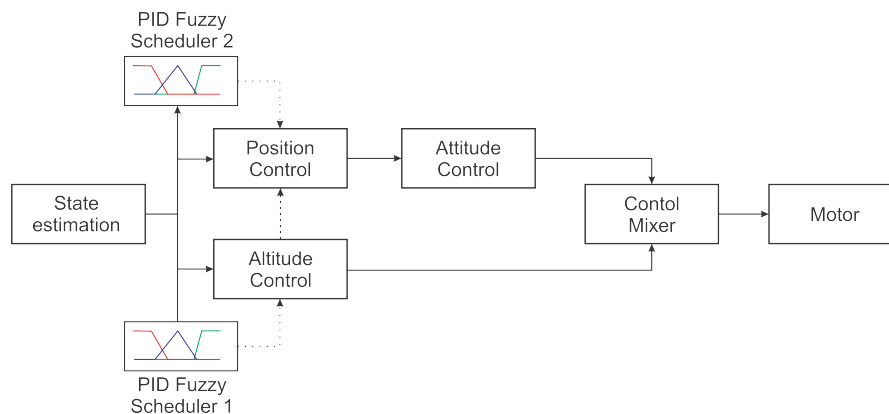 PID Fuzzy
Scheduler 2
Position
Control
Attitude
Control
State
estimation
Contol
Mixer
Motor
Altitude
Control
PID Fuzzy
Scheduler 1